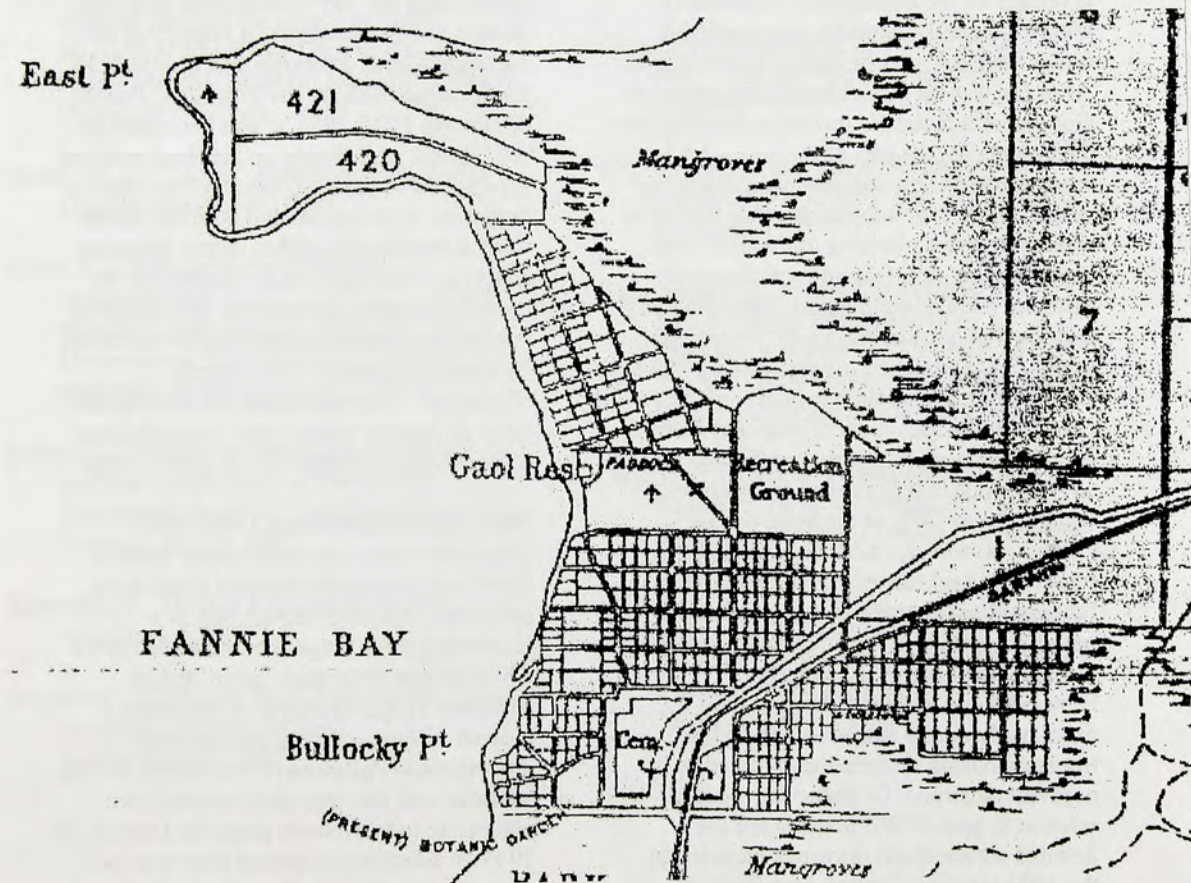 East Pt
421
420
Mangroves
7
Gaol Res
PADDOCK
Recreation
Ground
FANNIE BAY
Bullocky Pt
Cem
(PRESENT) BOTANIC GARDEN
PARK
Mangroves